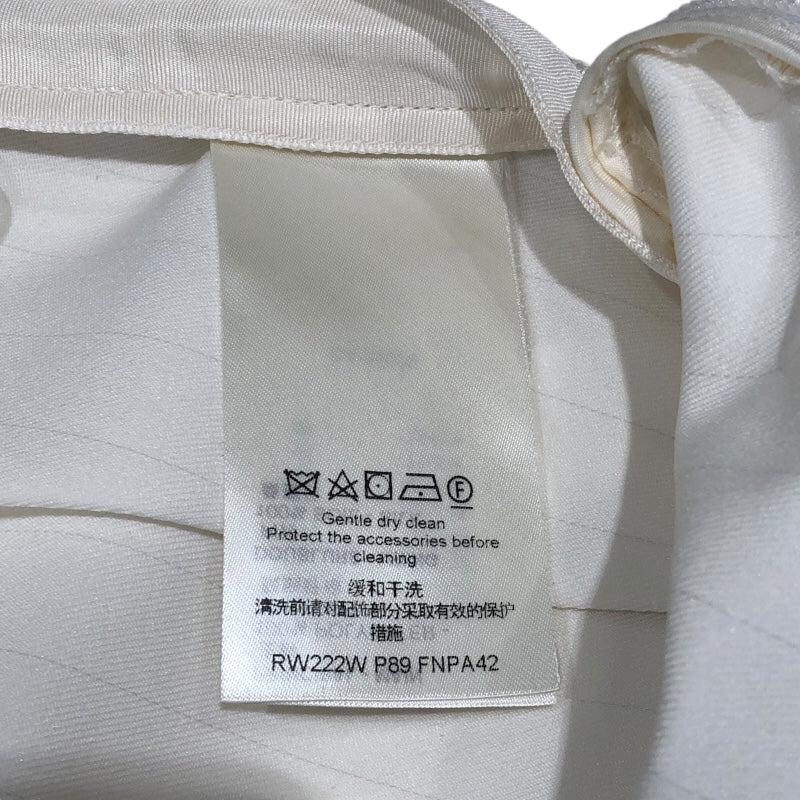 F
Gentle dry clean
Protect the accessories before
cleaning
缓和干洗
清洗前请对配饰部分采取有效的保护
措施
RW222W P89 FNPA42